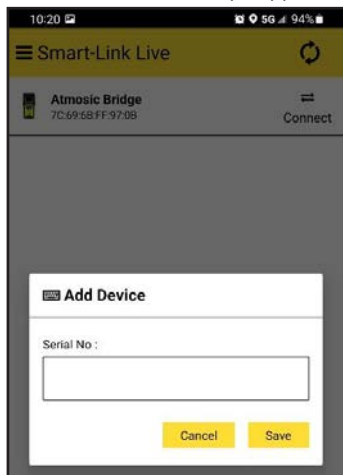 10:20 5G 94%
Smart-Link Live
Atmosic Bridge
7C:69:6B:FF:97:0B
Connect
Add Device
Serial No :
Cancel Save